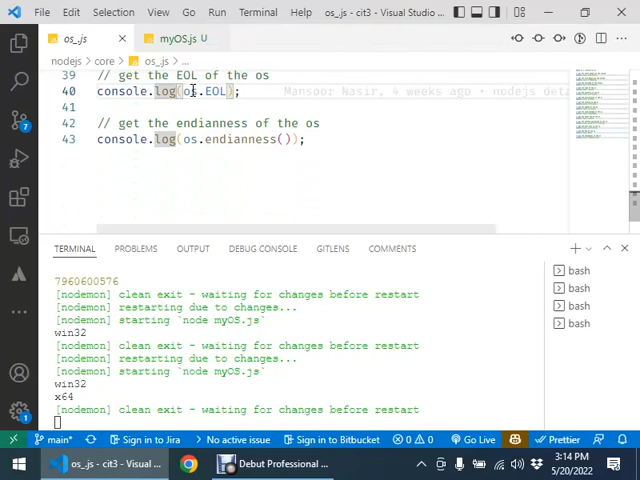 File Edit Selection View Go Run Terminal os_.js - cit3 - Visual Studio ...
os_.js myOS.js U
nodejs > core > os_.js > ...
39 // get the EOL of the os
40 console.log(os.EOL); Mansoor Nasir, 4 weeks ago • nodejs deta
41
42 // get the endianness of the os
43 console.log(os.endianness());
TERMINAL PROBLEMS OUTPUT DEBUG CONSOLE GITLENS COMMENTS
7960600576
[nodemon] clean exit - waiting for changes before restart
[nodemon] restarting due to changes...
[nodemon] starting `node myOS.js`
win32
[nodemon] clean exit - waiting for changes before restart
[nodemon] restarting due to changes...
[nodemon] starting `node myOS.js`
win32
x64
[nodemon] clean exit - waiting for changes before restart
bash
bash
bash
bash
7
1
main* Sign in to Jira No active issue Sign in to Bitbucket 0 0 Go Live Prettier
os_.js - cit3 - Visual ... Debut Professional ... 3:14 PM
5/20/2022 3